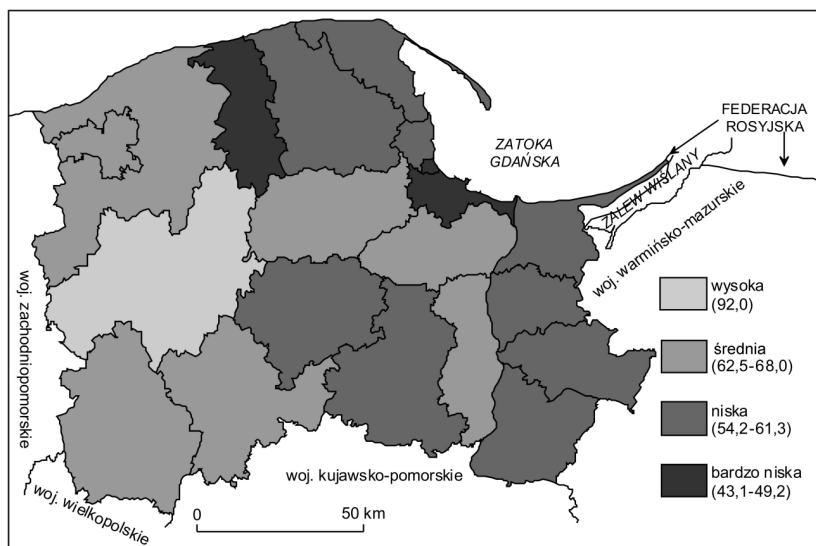 FEDERACJA
ROSYJSKA
ZATOKA
GDAŃSKA
ZALEW WIŚLANY
woj. warmińsko-mazurskie
woj. zachodniopomorskie
wysoka
(92,0)
średnia
(62,5-68,0)
niska
(54,2-61,3)
bardzo niska
(43,1-49,2)
woj. kujawsko-pomorskie
woj. wielkopolskie
0 50 km